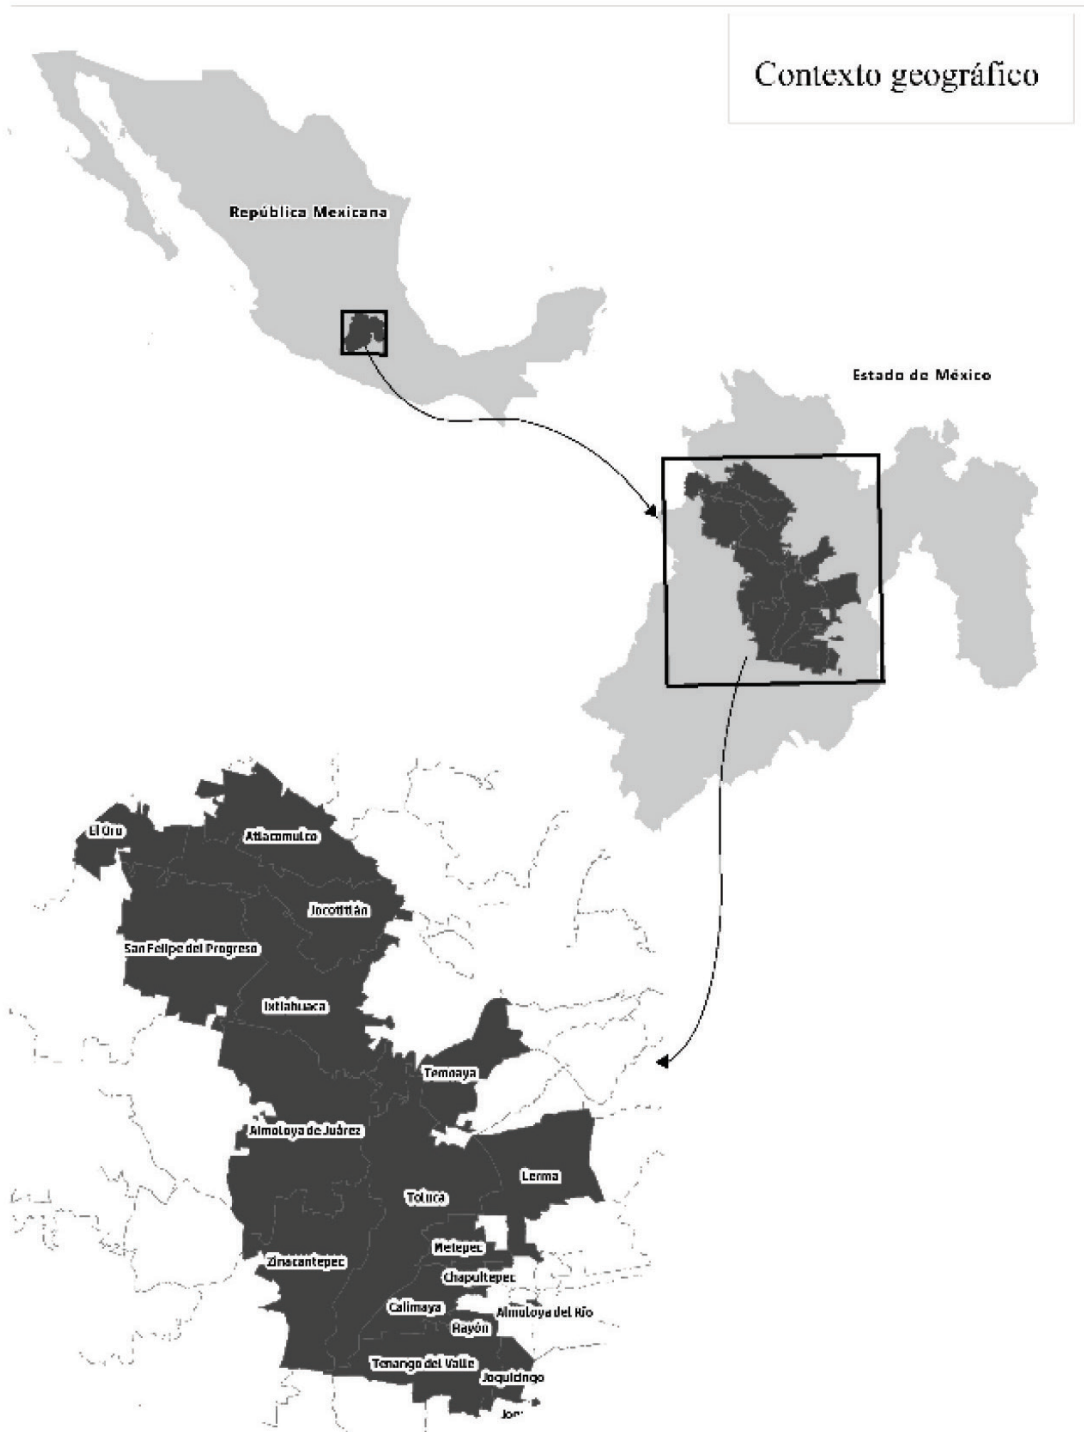 Contexto geográfico
República Mexicana
Estado de México
El Oro
Atlacomulco
Jocotitlán
San Felipe del Progreso
Ixtlahuaca
Temoaya
Almoloya de Juárez
Lerma
Toluca
Metepec
Zinacantepec
Chapultepec
Calimaya
Almoloya del Río
Rayón
Tenango del Valle
Joquicingo